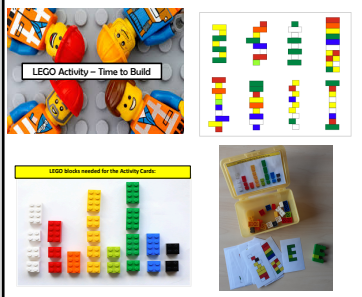 LEGO Activity – Time to Build
LEGO blocks needed for the Activity Cards: